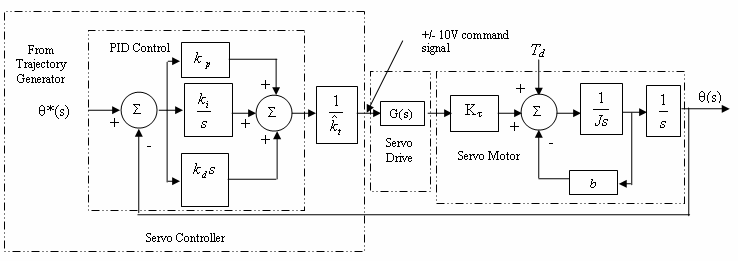 From
Trajectory
Generator
θ*(s)
+
-
Σ
PID Control
k_p
k_i
s
k_d s
+
+
+
Σ
1
k̂_t
+/- 10V command
signal
G(s)
Servo
Drive
K_τ
T_d
+
+
-
Σ
1
Js
1
s
b
θ(s)
Servo Motor
Servo Controller